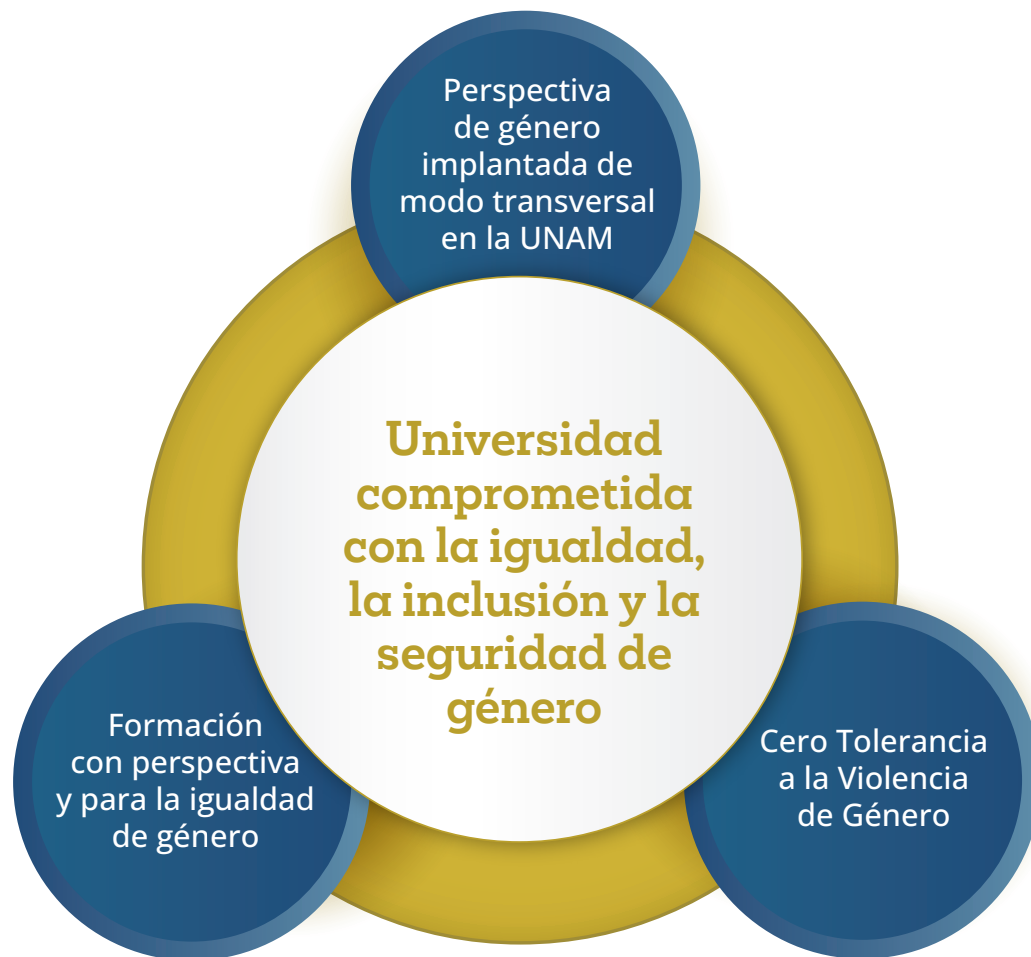 Perspectiva
de género
implantada de
modo transversal
en la UNAM
Universidad
comprometida
con la igualdad,
la inclusión y la
seguridad de
género
Formación
con perspectiva
y para la igualdad
de género
Cero Tolerancia
a la Violencia
de Género